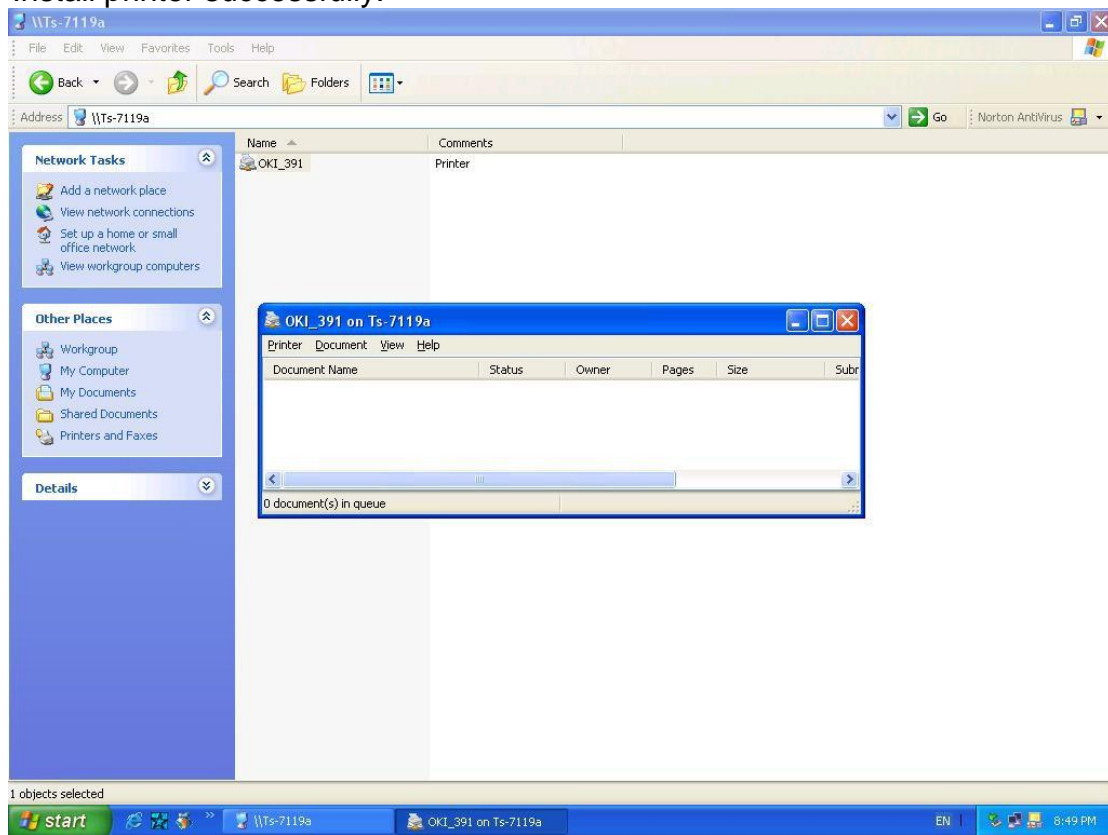 Install printer successfully.
\\Ts-7119a
File Edit View Favorites Tools Help
Back Search Folders
Address \\Ts-7119a Go Norton AntiVirus
Name Comments
OKI_391 Printer
Network Tasks
Add a network place
View network connections
Set up a home or small
office network
View workgroup computers
Other Places
Workgroup
My Computer
My Documents
Shared Documents
Printers and Faxes
Details
OKI_391 on Ts-7119a
Printer Document View Help
Document Name Status Owner Pages Size Subr
0 document(s) in queue
1 objects selected
start \\Ts-7119a OKI_391 on Ts-7119a EN 8:49 PM